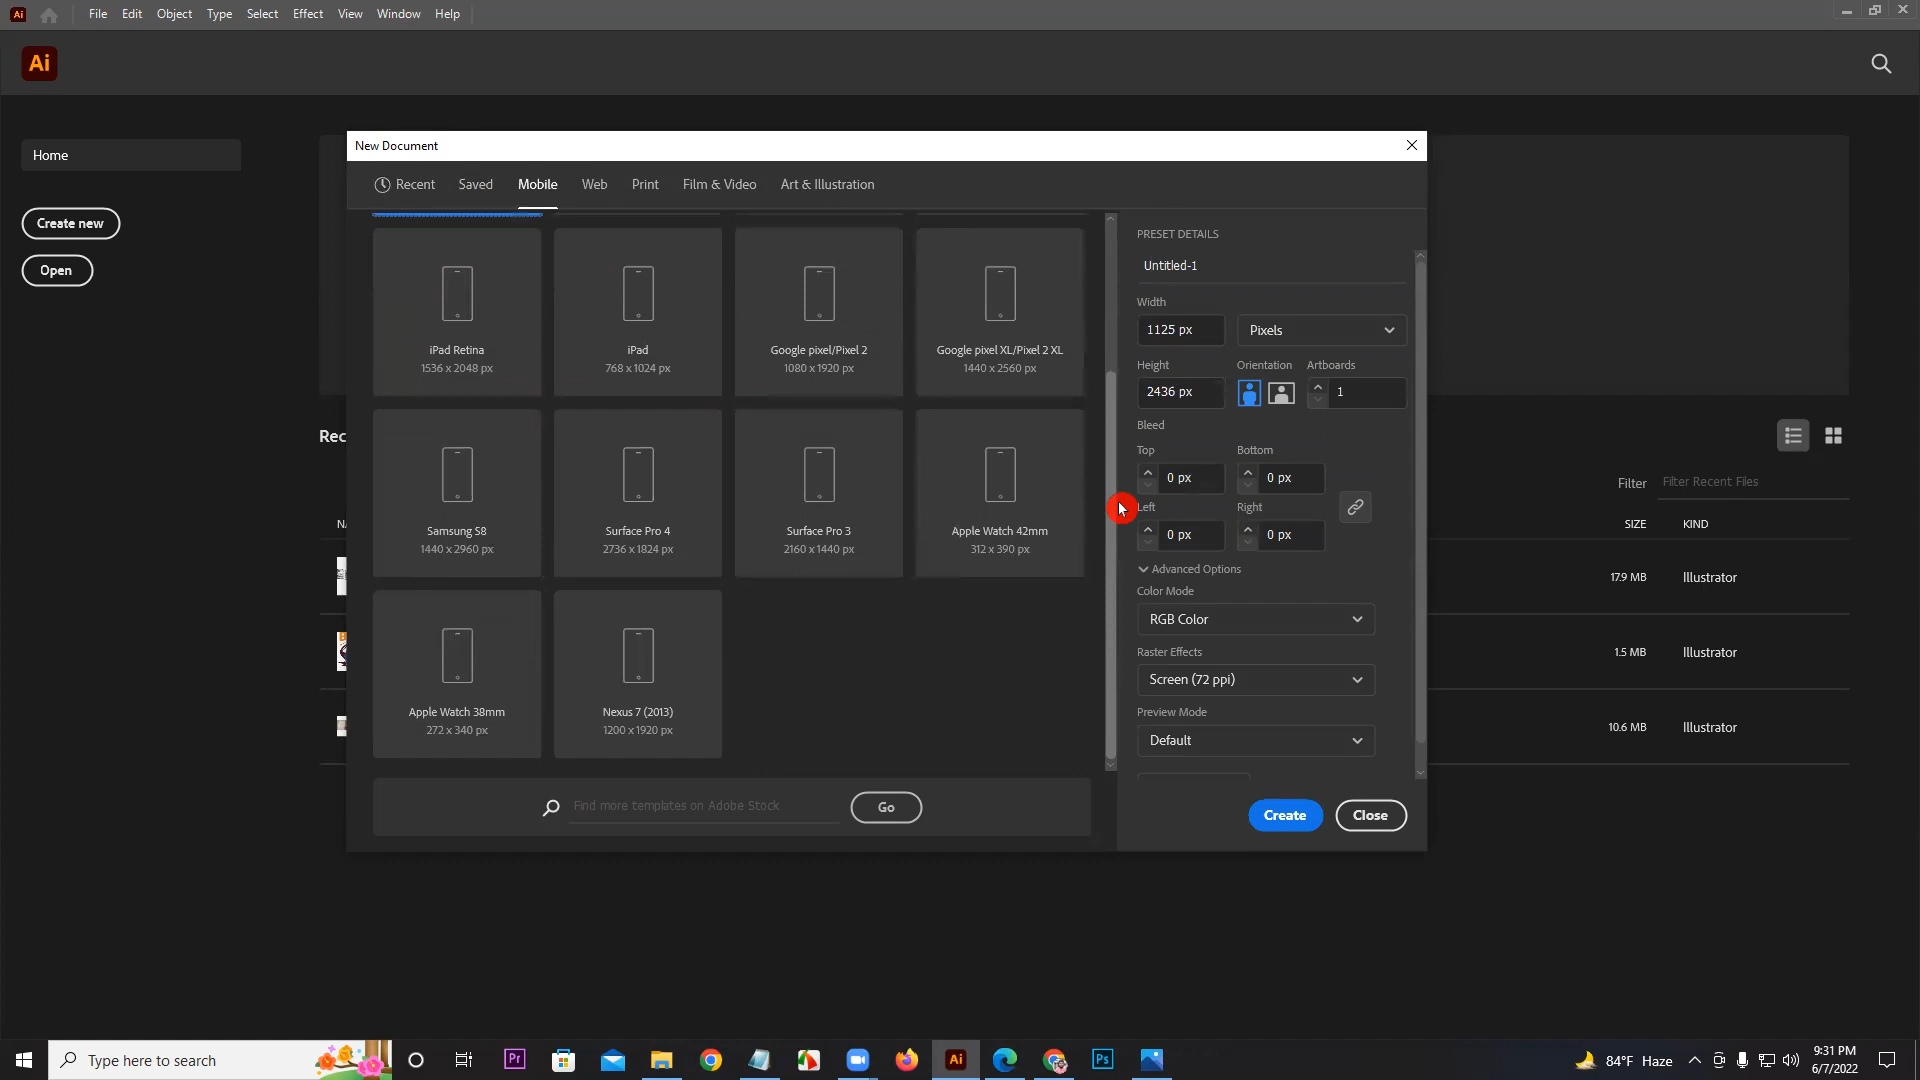 Ai File Edit Object Type Select Effect View Window Help
Ai
Home
Create new
Open
New Document
Recent Saved Mobile Web Print Film & Video Art & Illustration
iPad Retina
1536 x 2048 px
iPad
768 x 1024 px
Google pixel/Pixel 2
1080 x 1920 px
Google pixel XL/Pixel 2 XL
1440 x 2560 px
Samsung S8
1440 x 2960 px
Surface Pro 4
2736 x 1824 px
Surface Pro 3
2160 x 1440 px
Apple Watch 42mm
312 x 390 px
Apple Watch 38mm
272 x 340 px
Nexus 7 (2013)
1200 x 1920 px
Find more templates on Adobe Stock
Go
PRESET DETAILS
Untitled-1
Width
1125 px Pixels
Height Orientation Artboards
2436 px 1
Bleed
Top Bottom
0 px 0 px
Left Right
0 px 0 px
Advanced Options
Color Mode
RGB Color
Raster Effects
Screen (72 ppi)
Preview Mode
Default
Create Close
Rec
Filter Filter Recent Files
SIZE KIND
17.9 MB Illustrator
1.5 MB Illustrator
10.6 MB Illustrator
Type here to search
Pr
Ai
Ps
84°F Haze
9:31 PM
6/7/2022